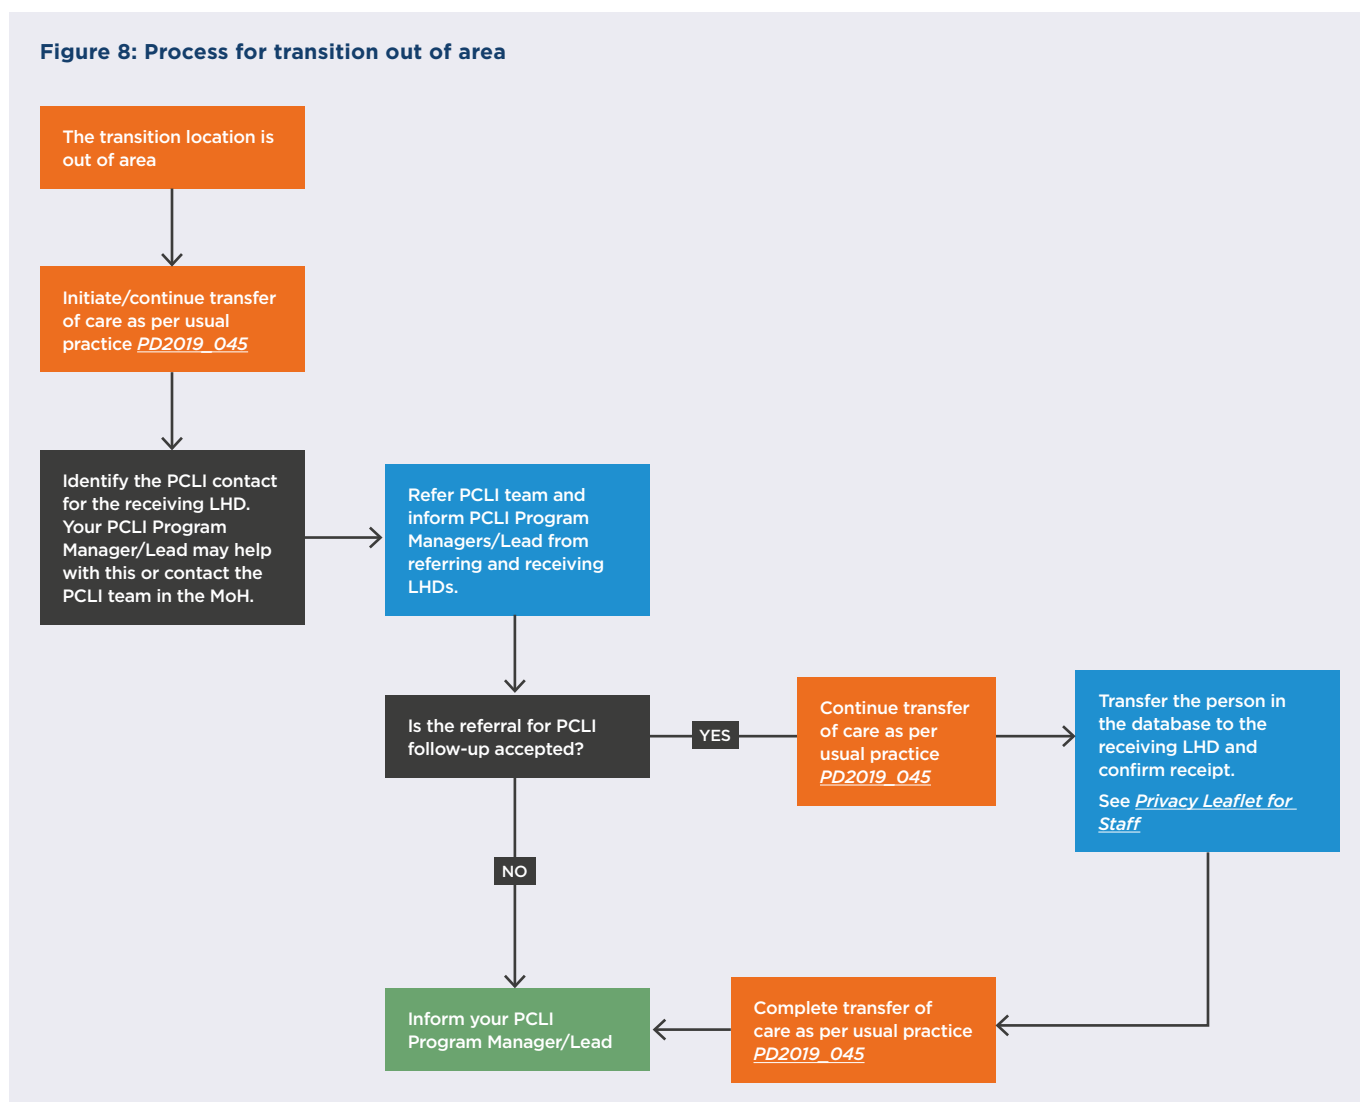 Figure 8: Process for transition out of area
The transition location is
out of area
Initiate/continue transfer
of care as per usual
practice PD2019_045
Identify the PCLI contact
for the receiving LHD.
Your PCLI Program
Manager/Lead may help
with this or contact the
PCLI team in the MoH.
Refer PCLI team and
inform PCLI Program
Managers/Lead from
referring and receiving
LHDs.
Is the referral for PCLI
follow-up accepted?
YES
Continue transfer
of care as per
usual practice
PD2019_045
Transfer the person in
the database to the
receiving LHD and
confirm receipt.
See Privacy Leaflet for
Staff
NO
Complete transfer of
care as per usual practice
PD2019_045
Inform your PCLI
Program Manager/Lead